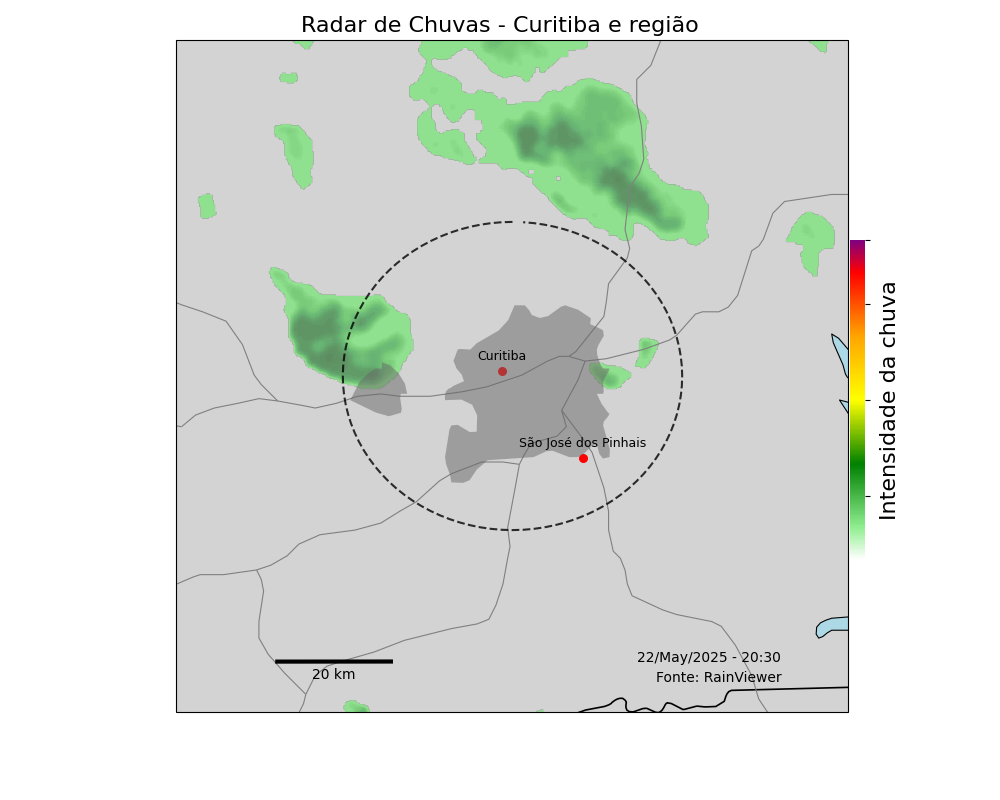 Radar de Chuvas - Curitiba e região
Curitiba
São José dos Pinhais
Intensidade da chuva
22/May/2025 - 20:30
20 km
Fonte: RainViewer